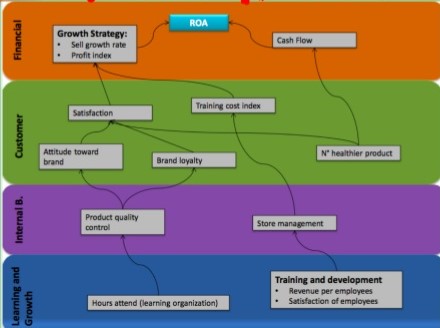 Financial
ROA
Growth Strategy:
• Sell growth rate
• Profit index
Cash Flow
Customer
Satisfaction
Training cost index
Attitude toward
brand
Brand loyalty
N° healthier product
Internal B.
Product quality
control
Store management
Learning and
Growth
Hours attend (learning organization)
Training and development
• Revenue per employees
• Satisfaction of employees